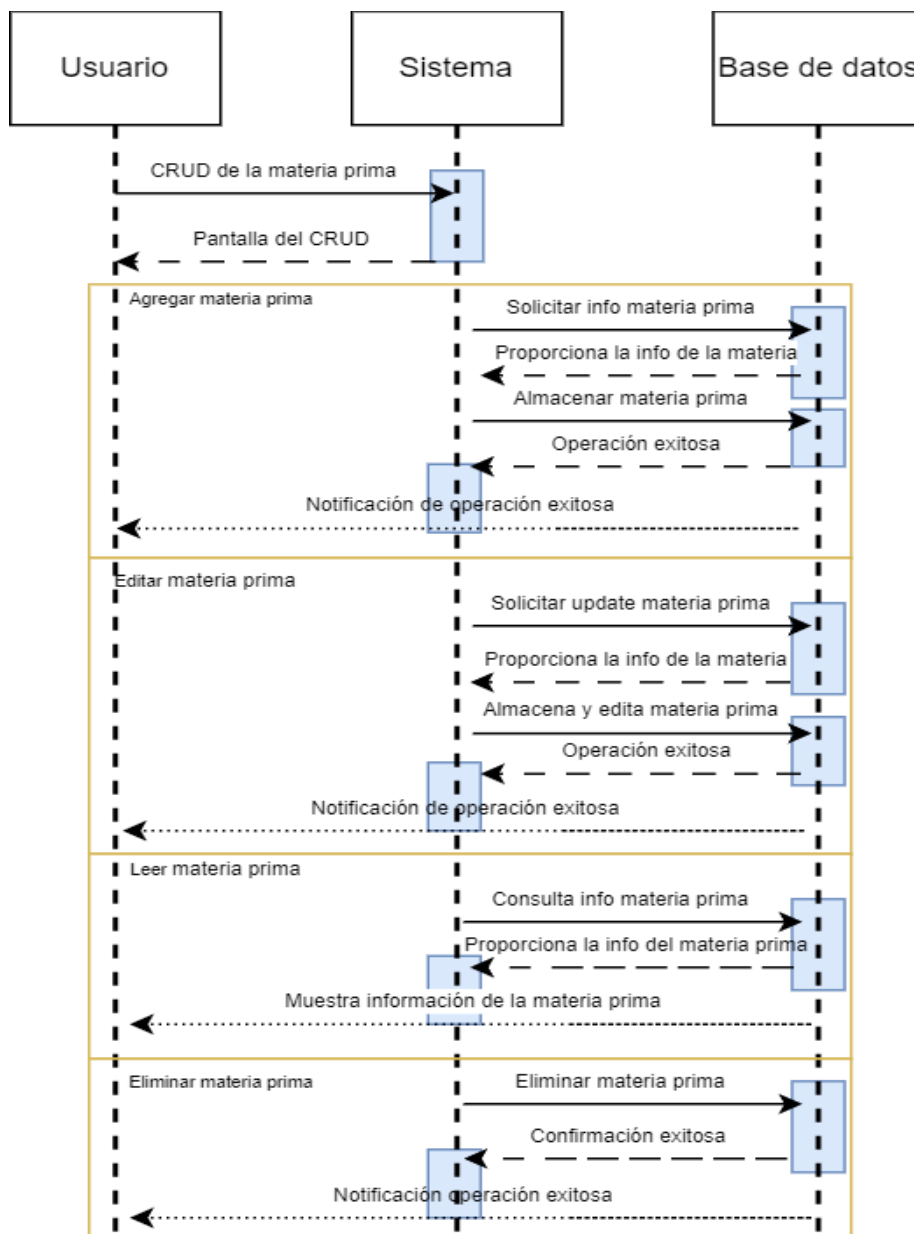 Usuario
Sistema
Base de datos
CRUD de la materia prima
Pantalla del CRUD
Agregar materia prima
Solicitar info materia prima
Proporciona la info de la materia
Almacenar materia prima
Operación exitosa
Notificación de operación exitosa
Editar materia prima
Solicitar update materia prima
Proporciona la info de la materia
Almacena y edita materia prima
Operación exitosa
Notificación de operación exitosa
Leer materia prima
Consulta info materia prima
Proporciona la info del materia prima
Muestra información de la materia prima
Eliminar materia prima
Eliminar materia prima
Confirmación exitosa
Notificación operación exitosa